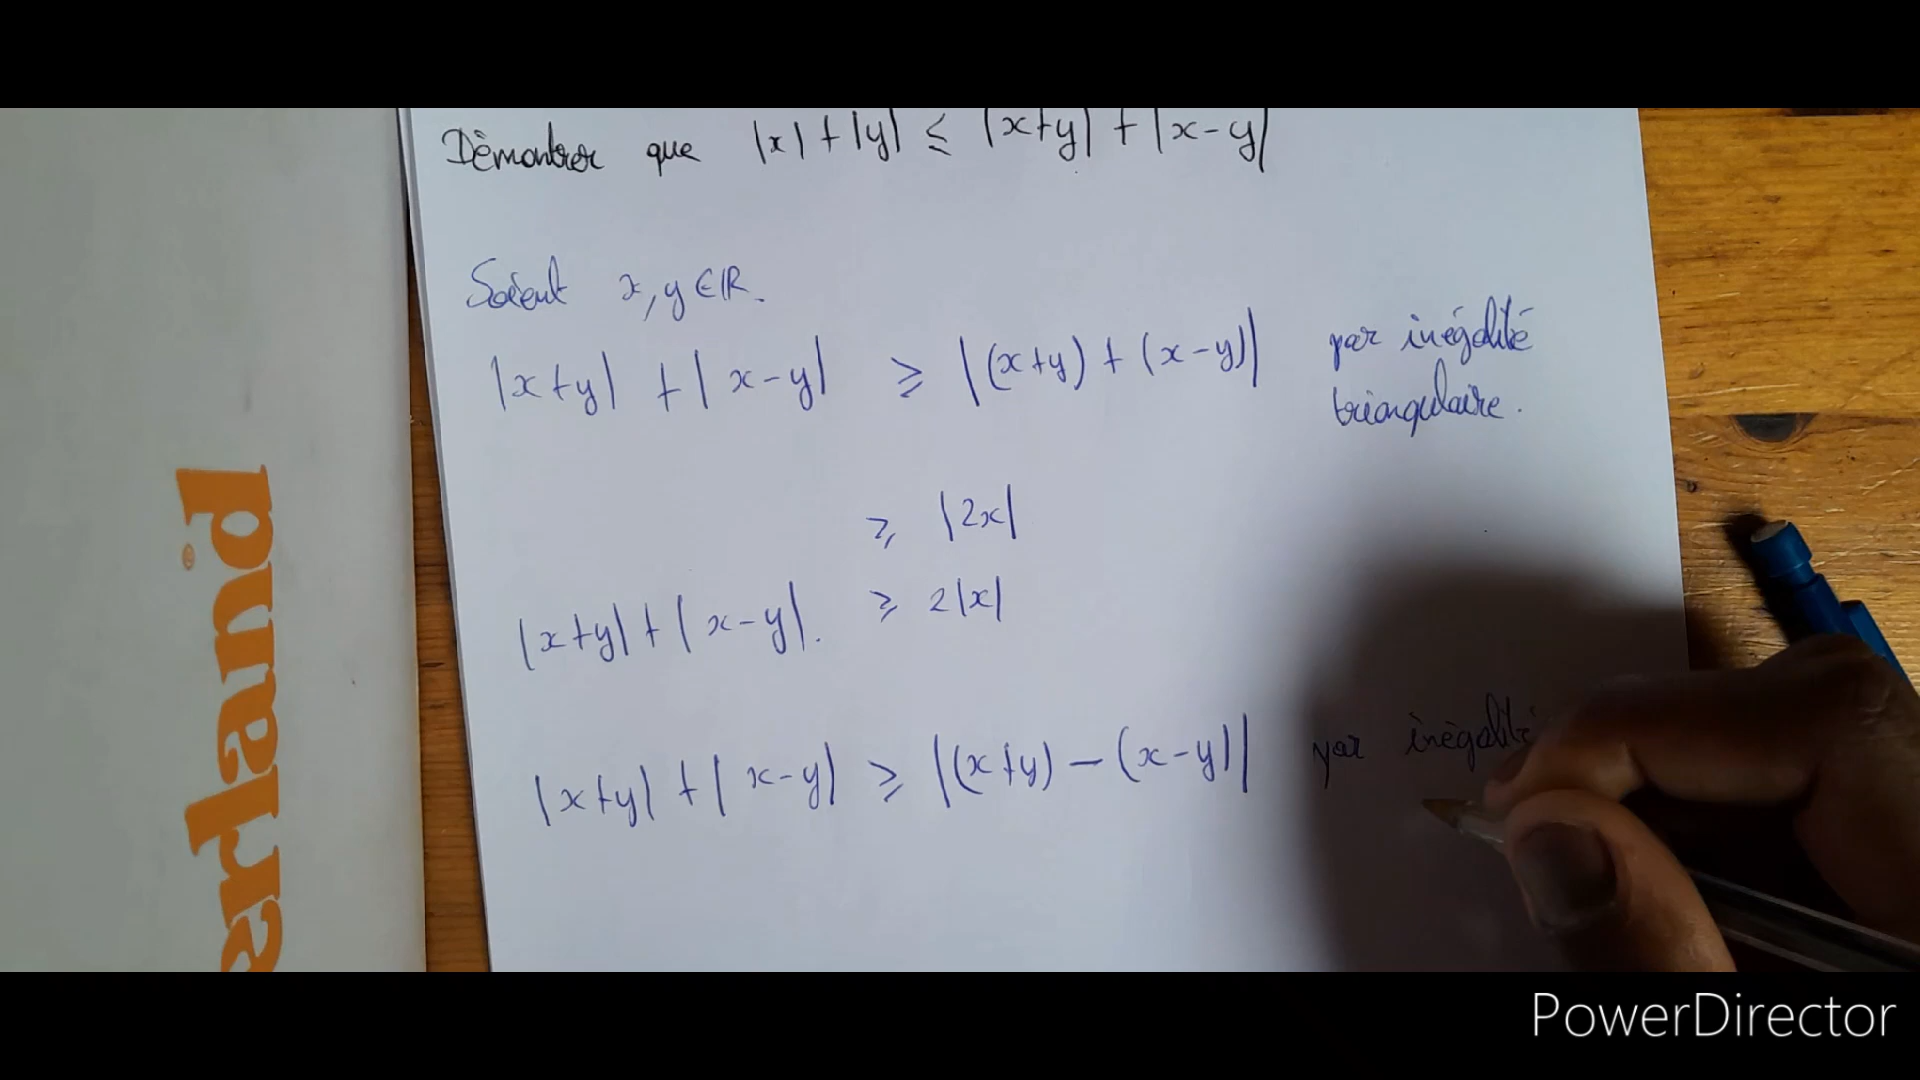 Démontrer que |x| + |y| ≤ |x+y| + |x-y|
Soient x, y ∈ ℝ.
|x+y| + |x-y| ≥ |(x+y) + (x-y)| par inégalité
triangulaire.
≥ |2x|
|x+y| + |x-y|. ≥ 2|x|
|x+y| + |x-y| ≥ |(x+y) - (x-y)| par inégalité
erland
PowerDirector